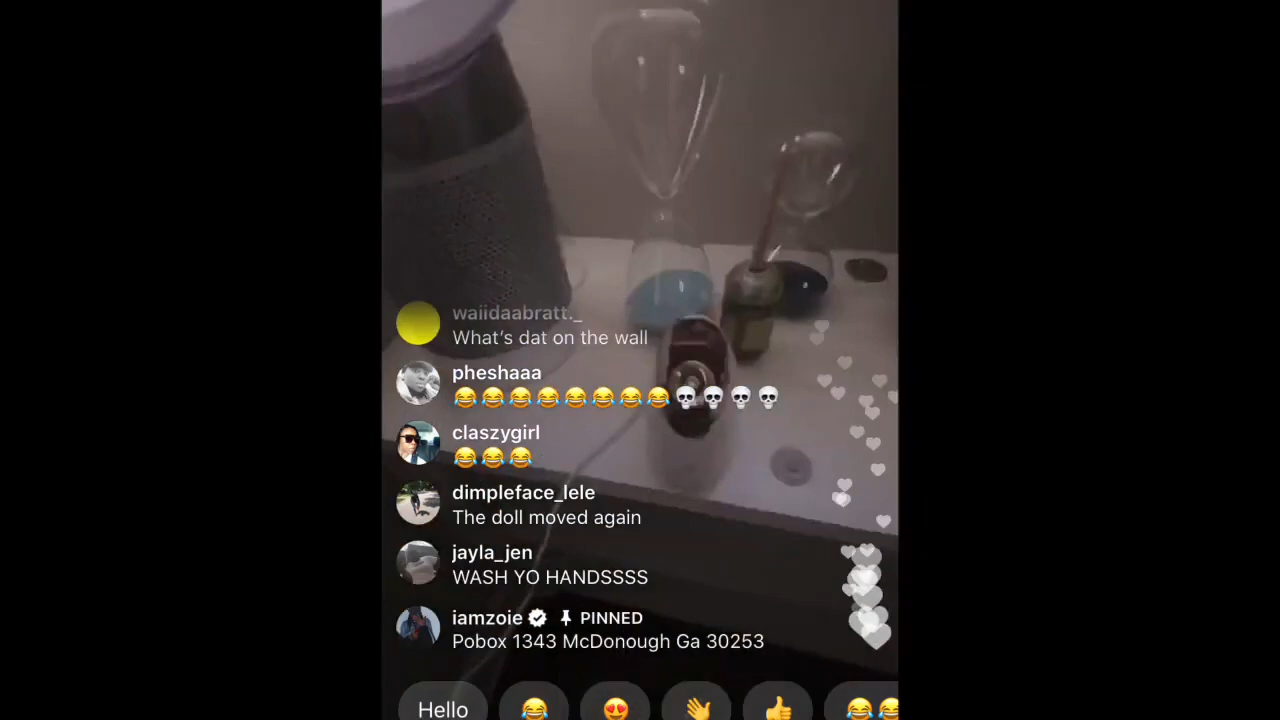 waiidaabratt._
What's dat on the wall
pheshaaa
😂😂😂😂😂😂😂😂💀💀💀💀
claszygirl
😂😂😂
dimpleface_lele
The doll moved again
jayla_jen
WASH YO HANDSSSS
iamzoie PINNED
Pobox 1343 McDonough Ga 30253
Hello 😂 😍 👋 👍 😂😂